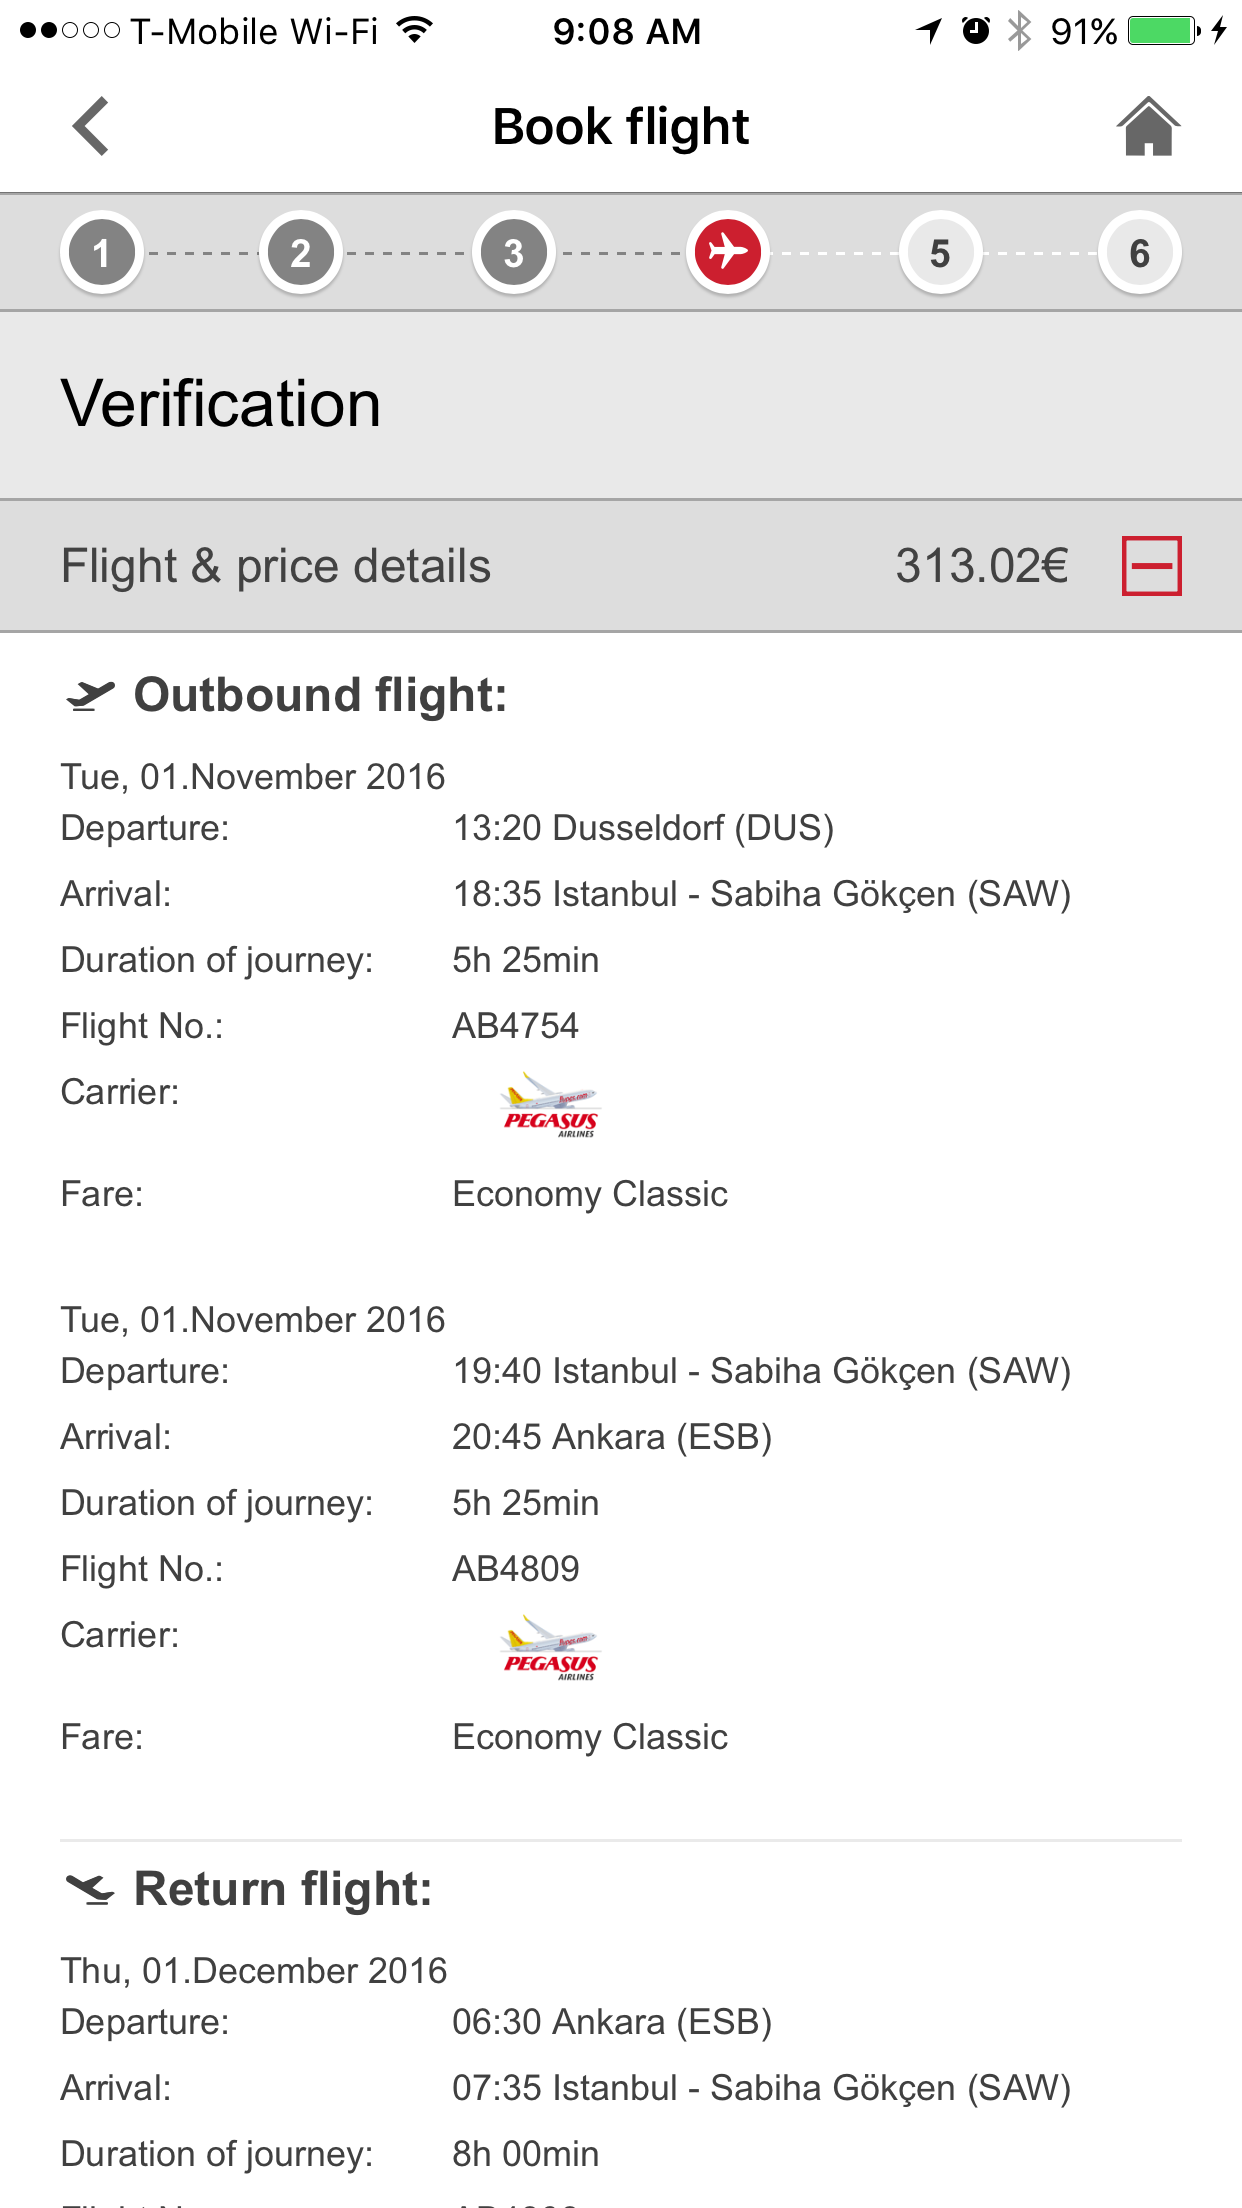 T-Mobile Wi-Fi 9:08 AM 91%
Book flight
1 2 3 5 6
Verification
Flight & price details 313.02€
Outbound flight:
Tue, 01.November 2016
Departure: 13:20 Dusseldorf (DUS)
Arrival: 18:35 Istanbul - Sabiha Gökçen (SAW)
Duration of journey: 5h 25min
Flight No.: AB4754
Carrier: PEGASUS AIRLINES
Fare: Economy Classic
Tue, 01.November 2016
Departure: 19:40 Istanbul - Sabiha Gökçen (SAW)
Arrival: 20:45 Ankara (ESB)
Duration of journey: 5h 25min
Flight No.: AB4809
Carrier: PEGASUS AIRLINES
Fare: Economy Classic
Return flight:
Thu, 01.December 2016
Departure: 06:30 Ankara (ESB)
Arrival: 07:35 Istanbul - Sabiha Gökçen (SAW)
Duration of journey: 8h 00min